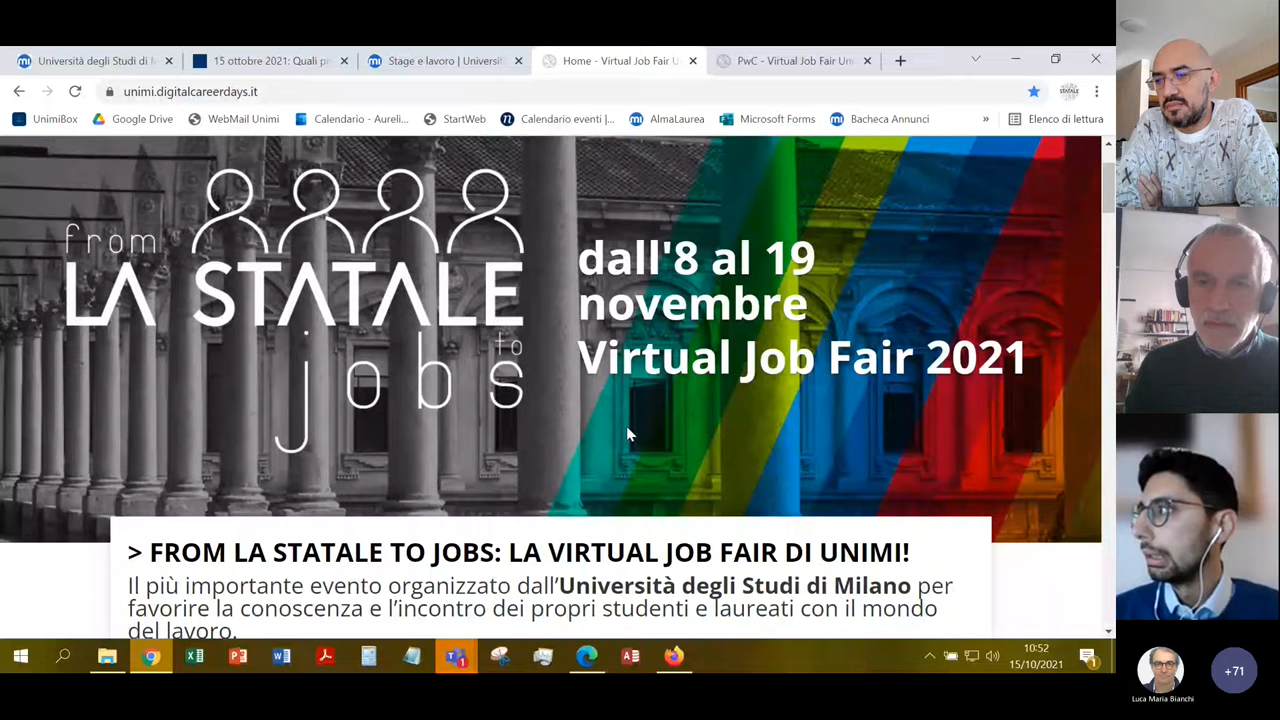 Università degli Studi di
15 ottobre 2021: Quali pr
Stage e lavoro | Universit
Home - Virtual Job Fair U
PwC - Virtual Job Fair Uni
unimi.digitalcareerdays.it
UnimiBox
Google Drive
WebMail Unimi
Calendario - Aureli...
StartWeb
Calendario eventi |...
AlmaLaurea
Microsoft Forms
Bacheca Annunci
»
Elenco di lettura
from
LA STATALE
to
jobs
dall'8 al 19
novembre
Virtual Job Fair 2021
> FROM LA STATALE TO JOBS: LA VIRTUAL JOB FAIR DI UNIMI!
Il più importante evento organizzato dall'Università degli Studi di Milano per
favorire la conoscenza e l'incontro dei propri studenti e laureati con il mondo
del lavoro.
10:52
15/10/2021
Luca Maria Bianchi
+71